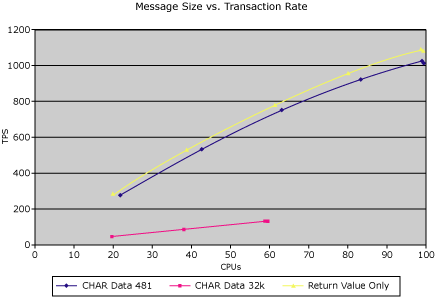 Message Size vs. Transaction Rate
1200
1000
800
600
400
200
0
TPS
0 10 20 30 40 50 60 70 80 90 100
CPUs
CHAR Data 481 CHAR Data 32k Return Value Only